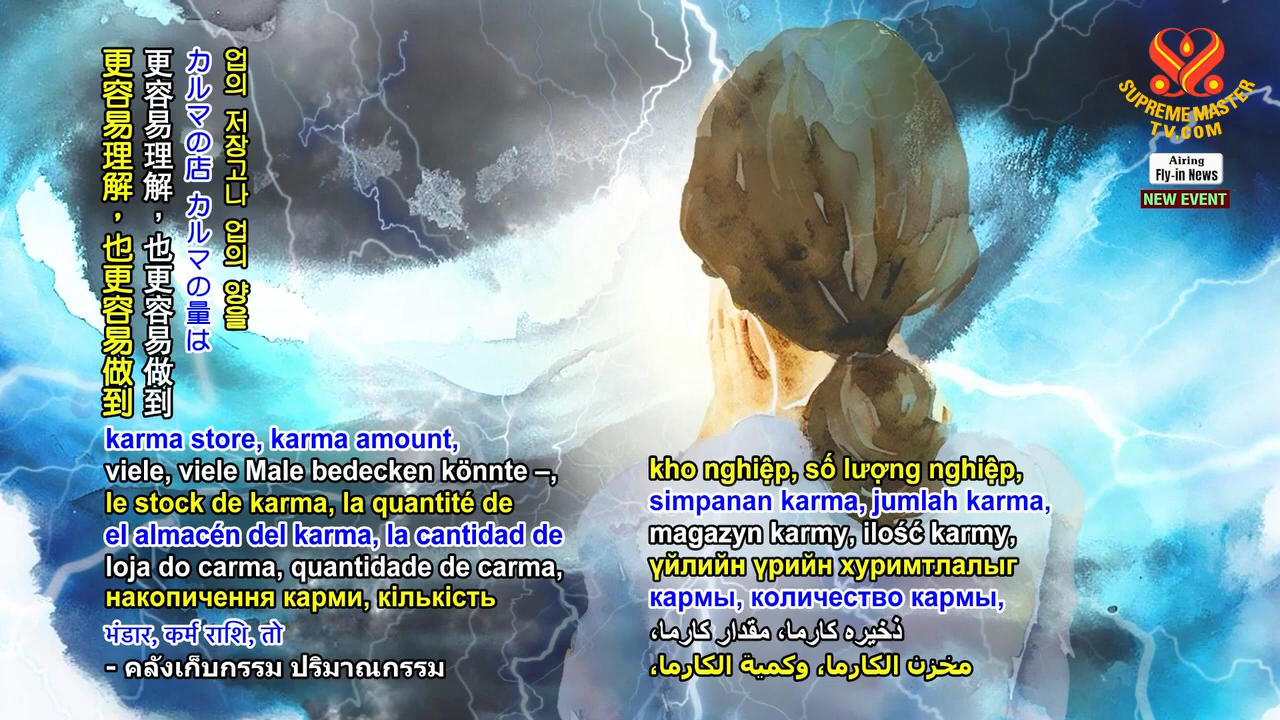 更容易理解，也更容易做到
更容易理解，也更容易做到
カルマの店 カルマの量は
업의 저장고나 업의 양을
karma store, karma amount,
viele, viele Male bedecken könnte –,
le stock de karma, la quantité de
el almacén del karma, la cantidad de
loja do carma, quantidade de carma,
накопичення карми, кількість
भंडार, कर्म राशि, तो
- คลังเก็บกรรม ปริมาณกรรม
kho nghiệp, số lượng nghiệp,
simpanan karma, jumlah karma,
magazyn karmy, ilość karmy,
үйлийн үрийн хуримтлалыг
кармы, количество кармы,
ذخیره کارما، مقدار کارما،
مخزن الكارما، وكمية الكارما،
SUPREME MASTER
TV.COM
Airing
Fly-in News
NEW EVENT